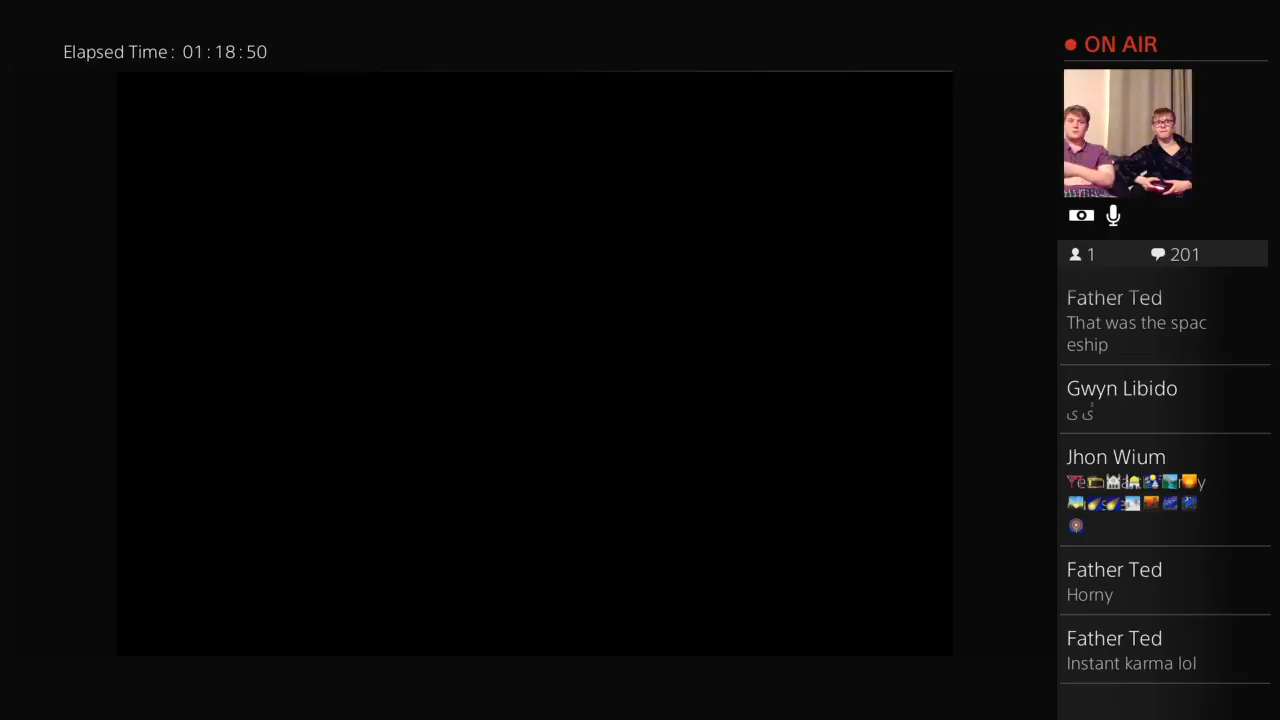 Elapsed Time: 01:18:50
ON AIR
1
201
Father Ted
That was the spac
eship
Gwyn Libido
Jhon Wium
Father Ted
Horny
Father Ted
Instant karma lol